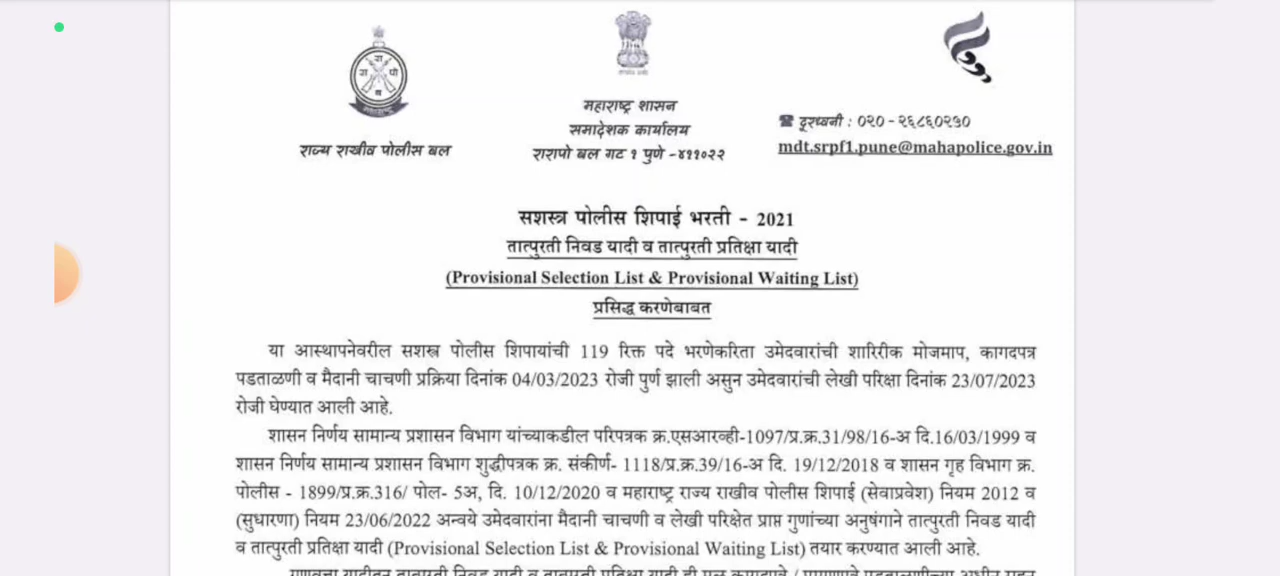 महाराष्ट्र शासन
समादेशक कार्यालय
रारापो बल गट १ पुणे -४११०२२
राज्य राखीव पोलीस बल
दूरध्वनी : ०२० - २६८६०२५०
mdt.srpf1.pune@mahapolice.gov.in
सशस्त्र पोलीस शिपाई भरती - 2021
तात्पुरती निवड यादी व तात्पुरती प्रतिक्षा यादी
(Provisional Selection List & Provisional Waiting List)
प्रसिद्ध करणेबाबत
या आस्थापनेवरील सशस्त्र पोलीस शिपायांची 119 रिक्त पदे भरणेकरिता उमेदवारांची शारिरीक मोजमाप, कागदपत्र
पडताळणी व मैदानी चाचणी प्रक्रिया दिनांक 04/03/2023 रोजी पुर्ण झाली असुन उमेदवारांची लेखी परिक्षा दिनांक 23/07/2023
रोजी घेण्यात आली आहे.
शासन निर्णय सामान्य प्रशासन विभाग यांच्याकडील परिपत्रक क्र.एसआरव्ही-1097/प्र.क्र.31/98/16-अ दि.16/03/1999 व
शासन निर्णय सामान्य प्रशासन विभाग शुद्धीपत्रक क्र. संकीर्ण- 1118/प्र.क्र.39/16-अ दि. 19/12/2018 व शासन गृह विभाग क्र.
पोलीस - 1899/प्र.क्र.316/ पोल- 5अ, दि. 10/12/2020 व महाराष्ट्र राज्य राखीव पोलीस शिपाई (सेवाप्रवेश) नियम 2012 व
(सुधारणा) नियम 23/06/2022 अन्वये उमेदवारांना मैदानी चाचणी व लेखी परिक्षेत प्राप्त गुणांच्या अनुषंगाने तात्पुरती निवड यादी
व तात्पुरती प्रतिक्षा यादी (Provisional Selection List & Provisional Waiting List) तयार करण्यात आली आहे.